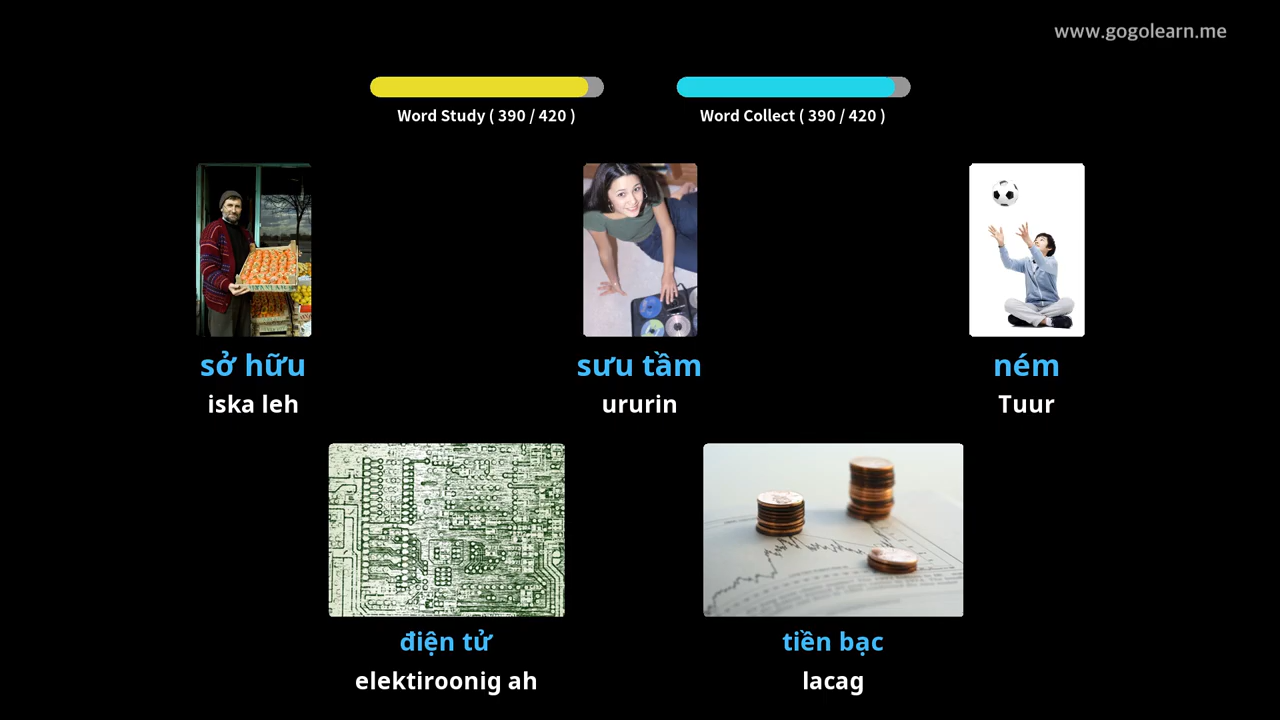 www.gogolearn.me
Word Study ( 390 / 420 )
Word Collect ( 390 / 420 )
sở hữu
iska leh
sưu tầm
ururin
ném
Tuur
điện tử
elektiroonig ah
tiền bạc
lacag